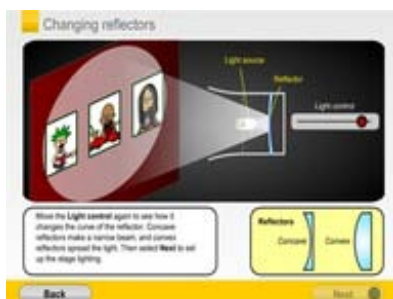 Changing reflectors
Light source
Reflector
Light control
Move the Light control again to see how it
changes the curve of the reflector. Concave
reflectors make a narrow beam, and convex
reflectors spread the light. Then select Next to set
up the stage lighting.
Reflectors
Concave Convex
Back Next